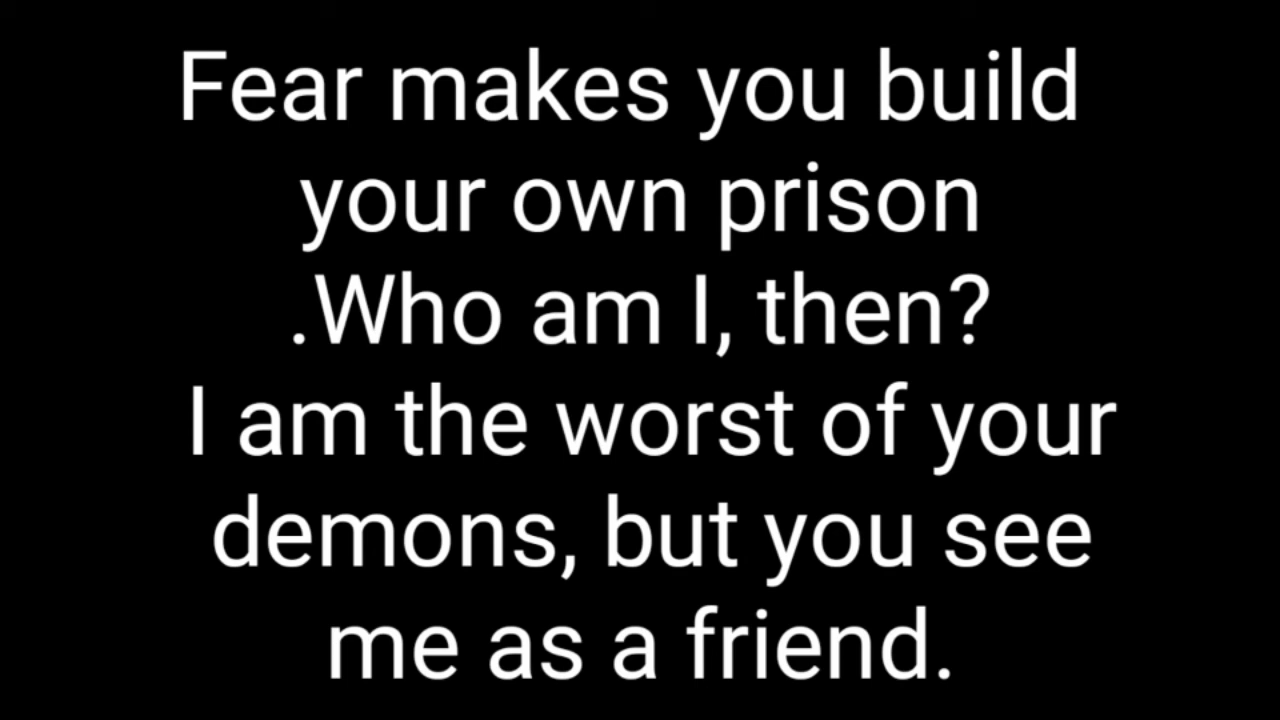 Fear makes you build
your own prison
.Who am I, then?
I am the worst of your
demons, but you see
me as a friend.